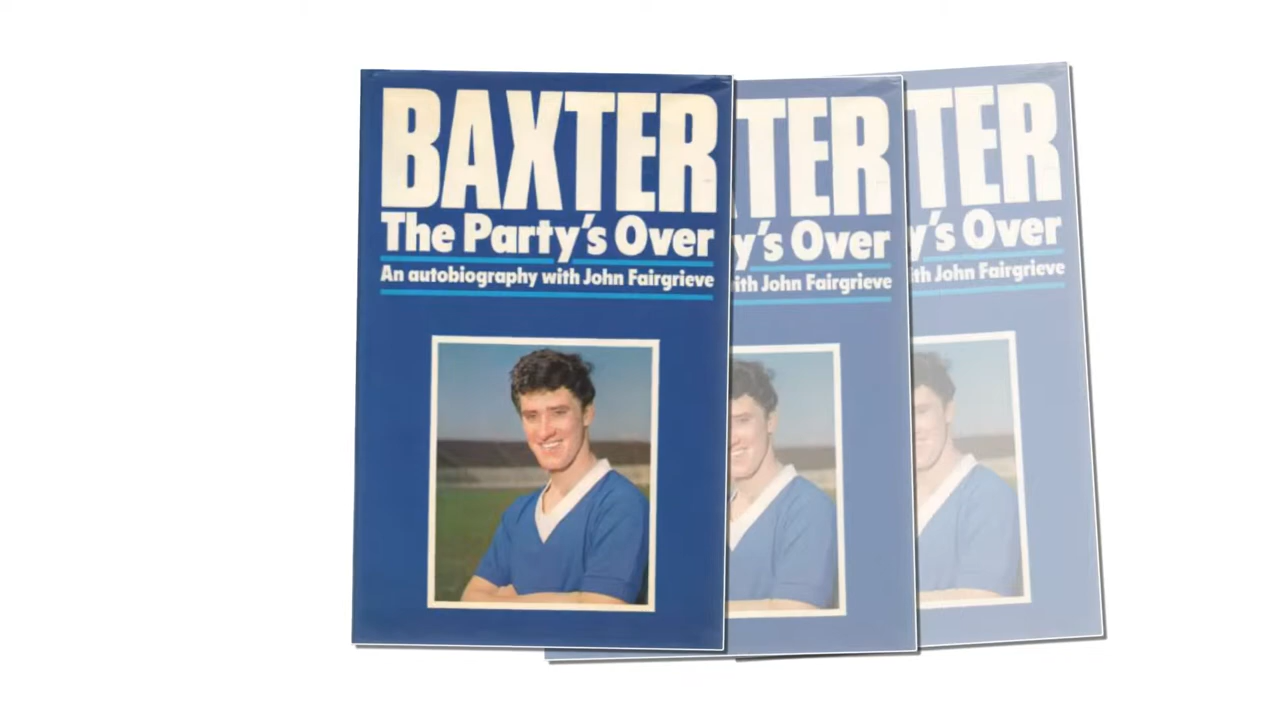 BAXTER
The Party's Over
An autobiography with John Fairgrieve
TER
y's Over
ith John Fairgrieve
TER
y's Over
ith John Fairgrieve